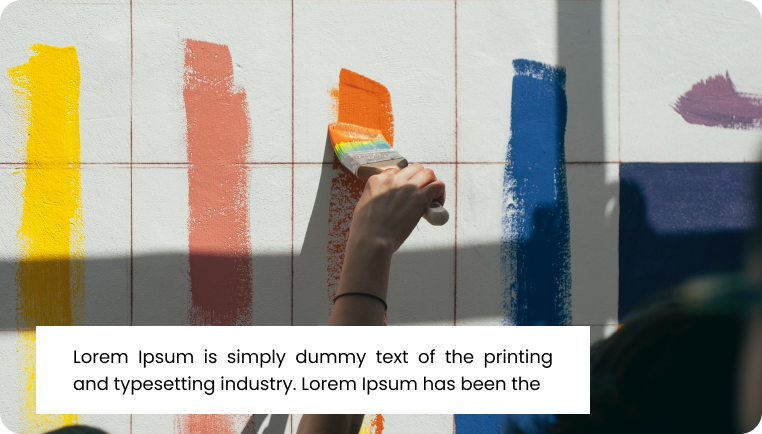 Lorem Ipsum is simply dummy text of the printing
and typesetting industry. Lorem Ipsum has been the